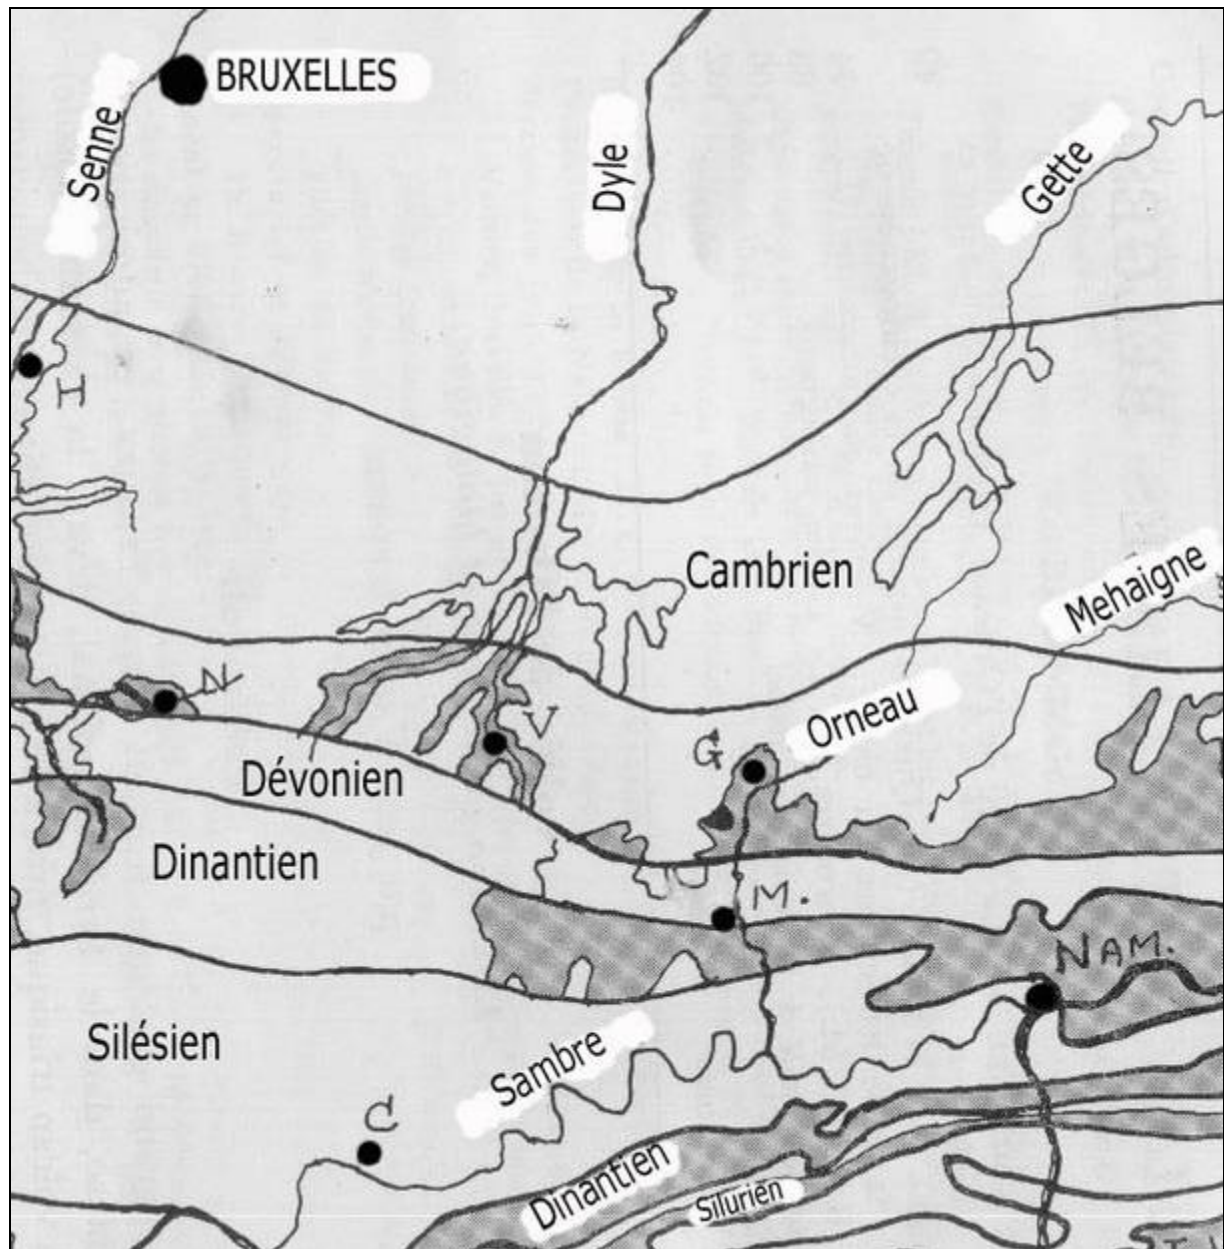 BRUXELLES
Senne
Dyle
Gette
H
Cambrien
Mehaigne
N
V
G
Orneau
Dévonien
Dinantien
M.
NAM.
Silésien
Sambre
C
Dinantien
Silurien